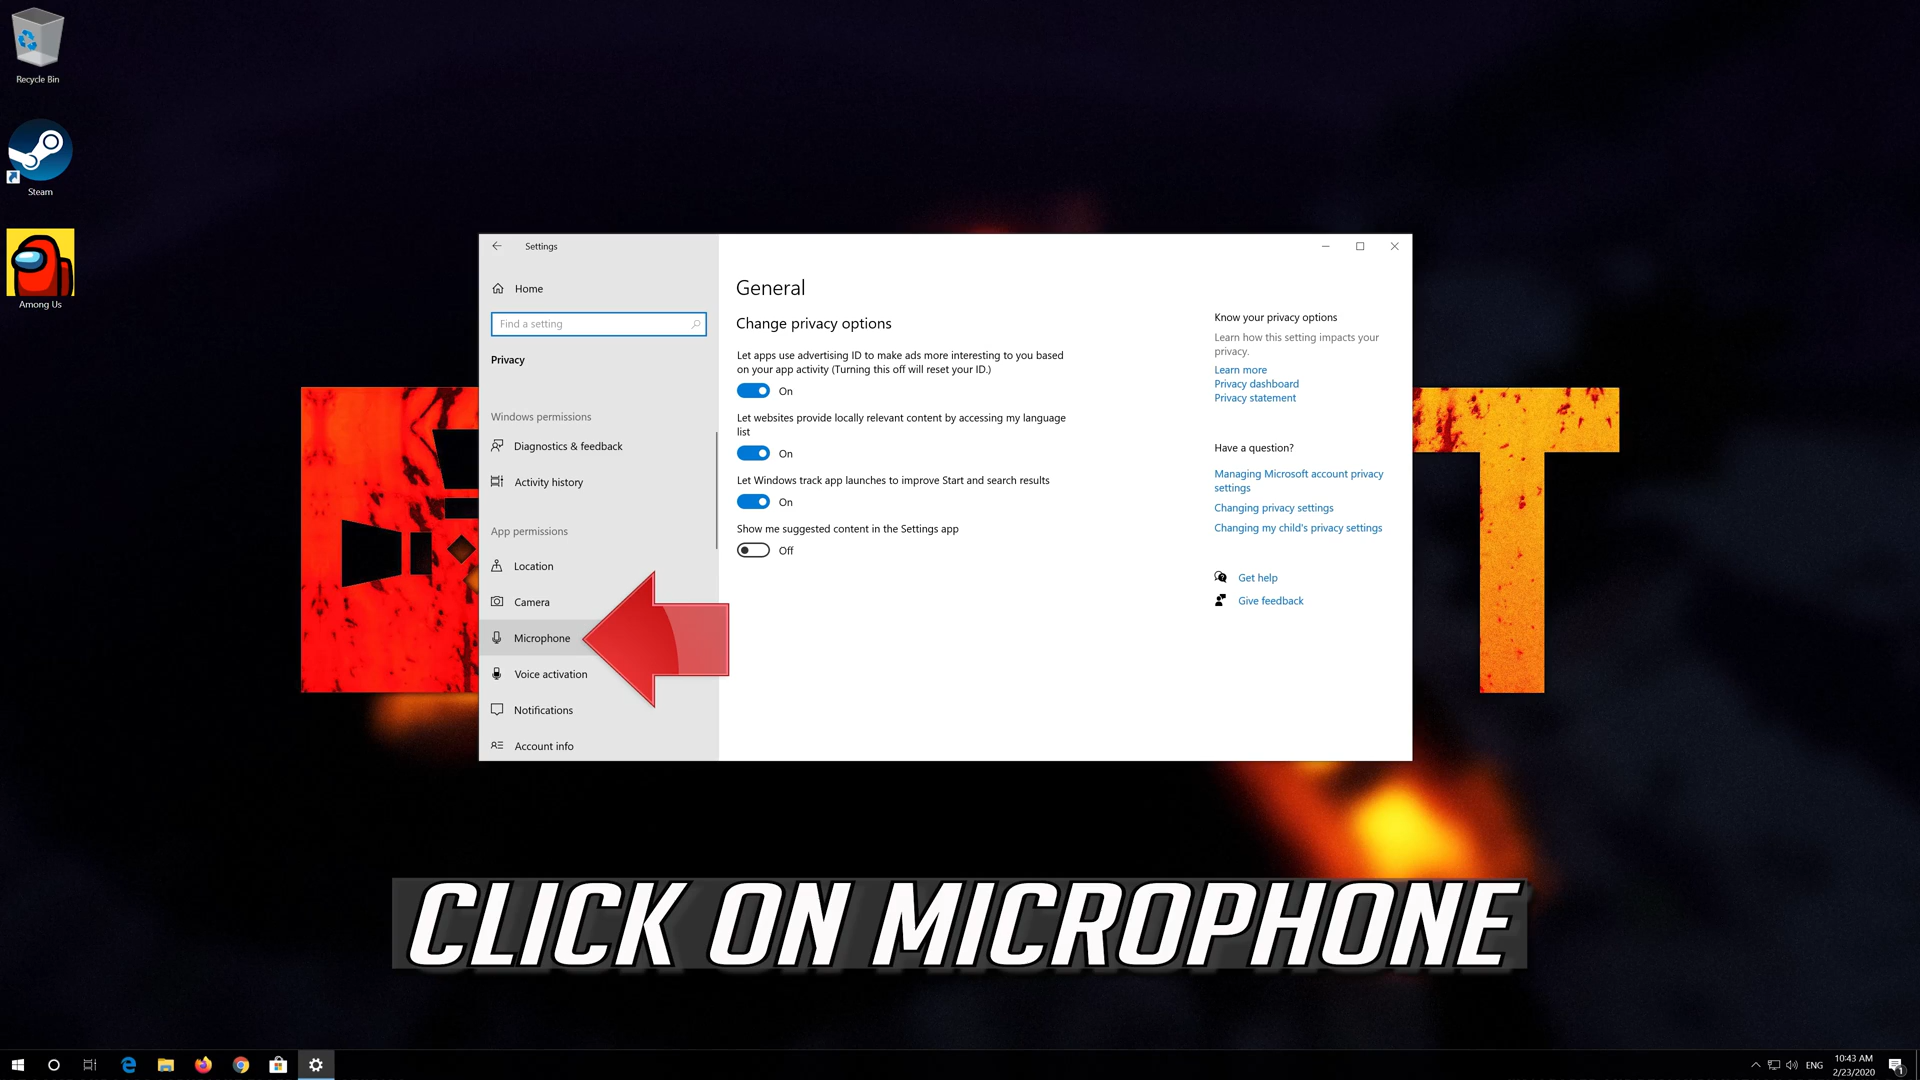 Recycle Bin
Steam
Among Us
Settings
Home
Find a setting
Privacy
Windows permissions
Diagnostics & feedback
Activity history
App permissions
Location
Camera
Microphone
Voice activation
Notifications
Account info
General
Change privacy options
Let apps use advertising ID to make ads more interesting to you based
on your app activity (Turning this off will reset your ID.)
On
Let websites provide locally relevant content by accessing my language
list
On
Let Windows track app launches to improve Start and search results
On
Show me suggested content in the Settings app
Off
Know your privacy options
Learn how this setting impacts your
privacy.
Learn more
Privacy dashboard
Privacy statement
Have a question?
Managing Microsoft account privacy
settings
Changing privacy settings
Changing my child's privacy settings
Get help
Give feedback
T
CLICK ON MICROPHONE
ENG
10:43 AM
2/23/2020
1